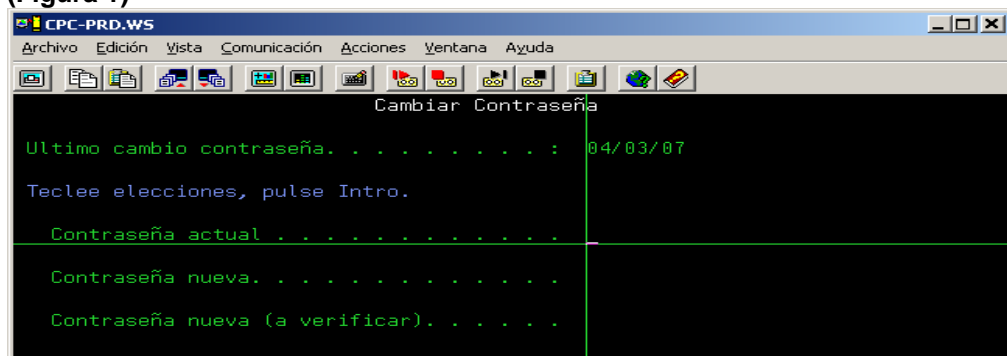 (Figura 1)
CPC-PRD.WS
Archivo Edición Vista Comunicación Acciones Ventana Ayuda
Cambiar Contraseña
Ultimo cambio contraseña. . . . . . . . . . : 04/03/07
Teclee elecciones, pulse Intro.
Contraseña actual . . . . . . . . . . . .
Contraseña nueva. . . . . . . . . . . . .
Contraseña nueva (a verificar). . . . . .